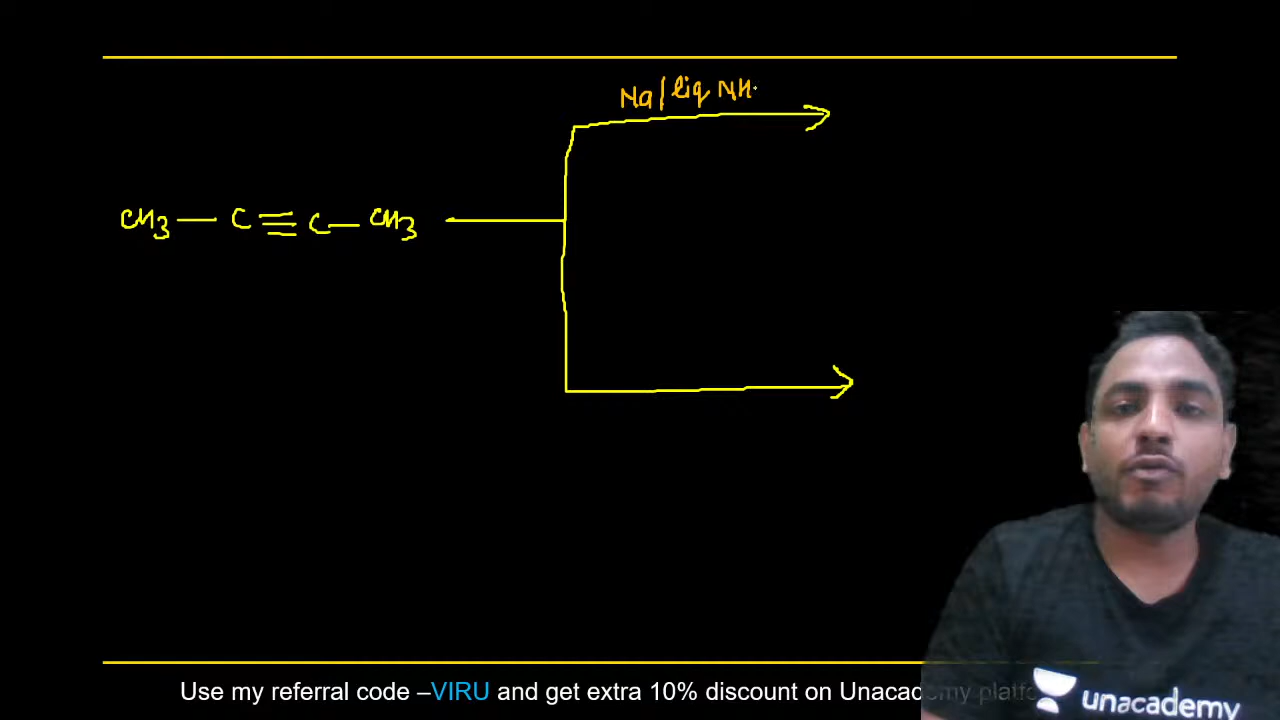 Na/liq NH
CH3 — C ≡ C — CH3
Use my referral code –VIRU and get extra 10% discount on Unacademy platfo
unacademy